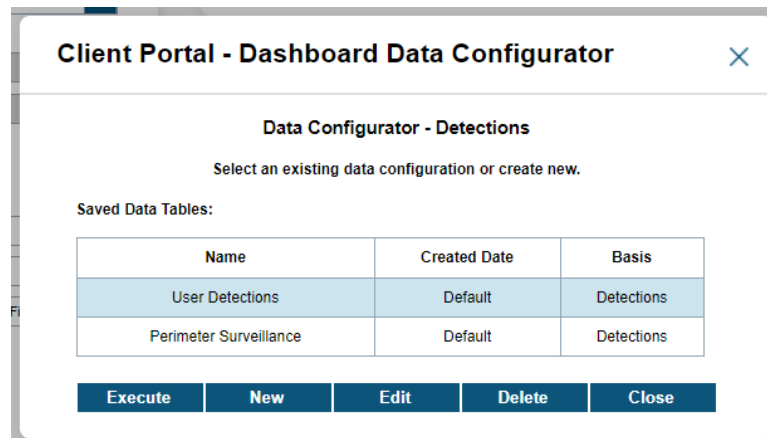 Client Portal - Dashboard Data Configurator
Data Configurator - Detections
Select an existing data configuration or create new.
Saved Data Tables:
Name Created Date Basis
User Detections Default Detections
Perimeter Surveillance Default Detections
Execute New Edit Delete Close